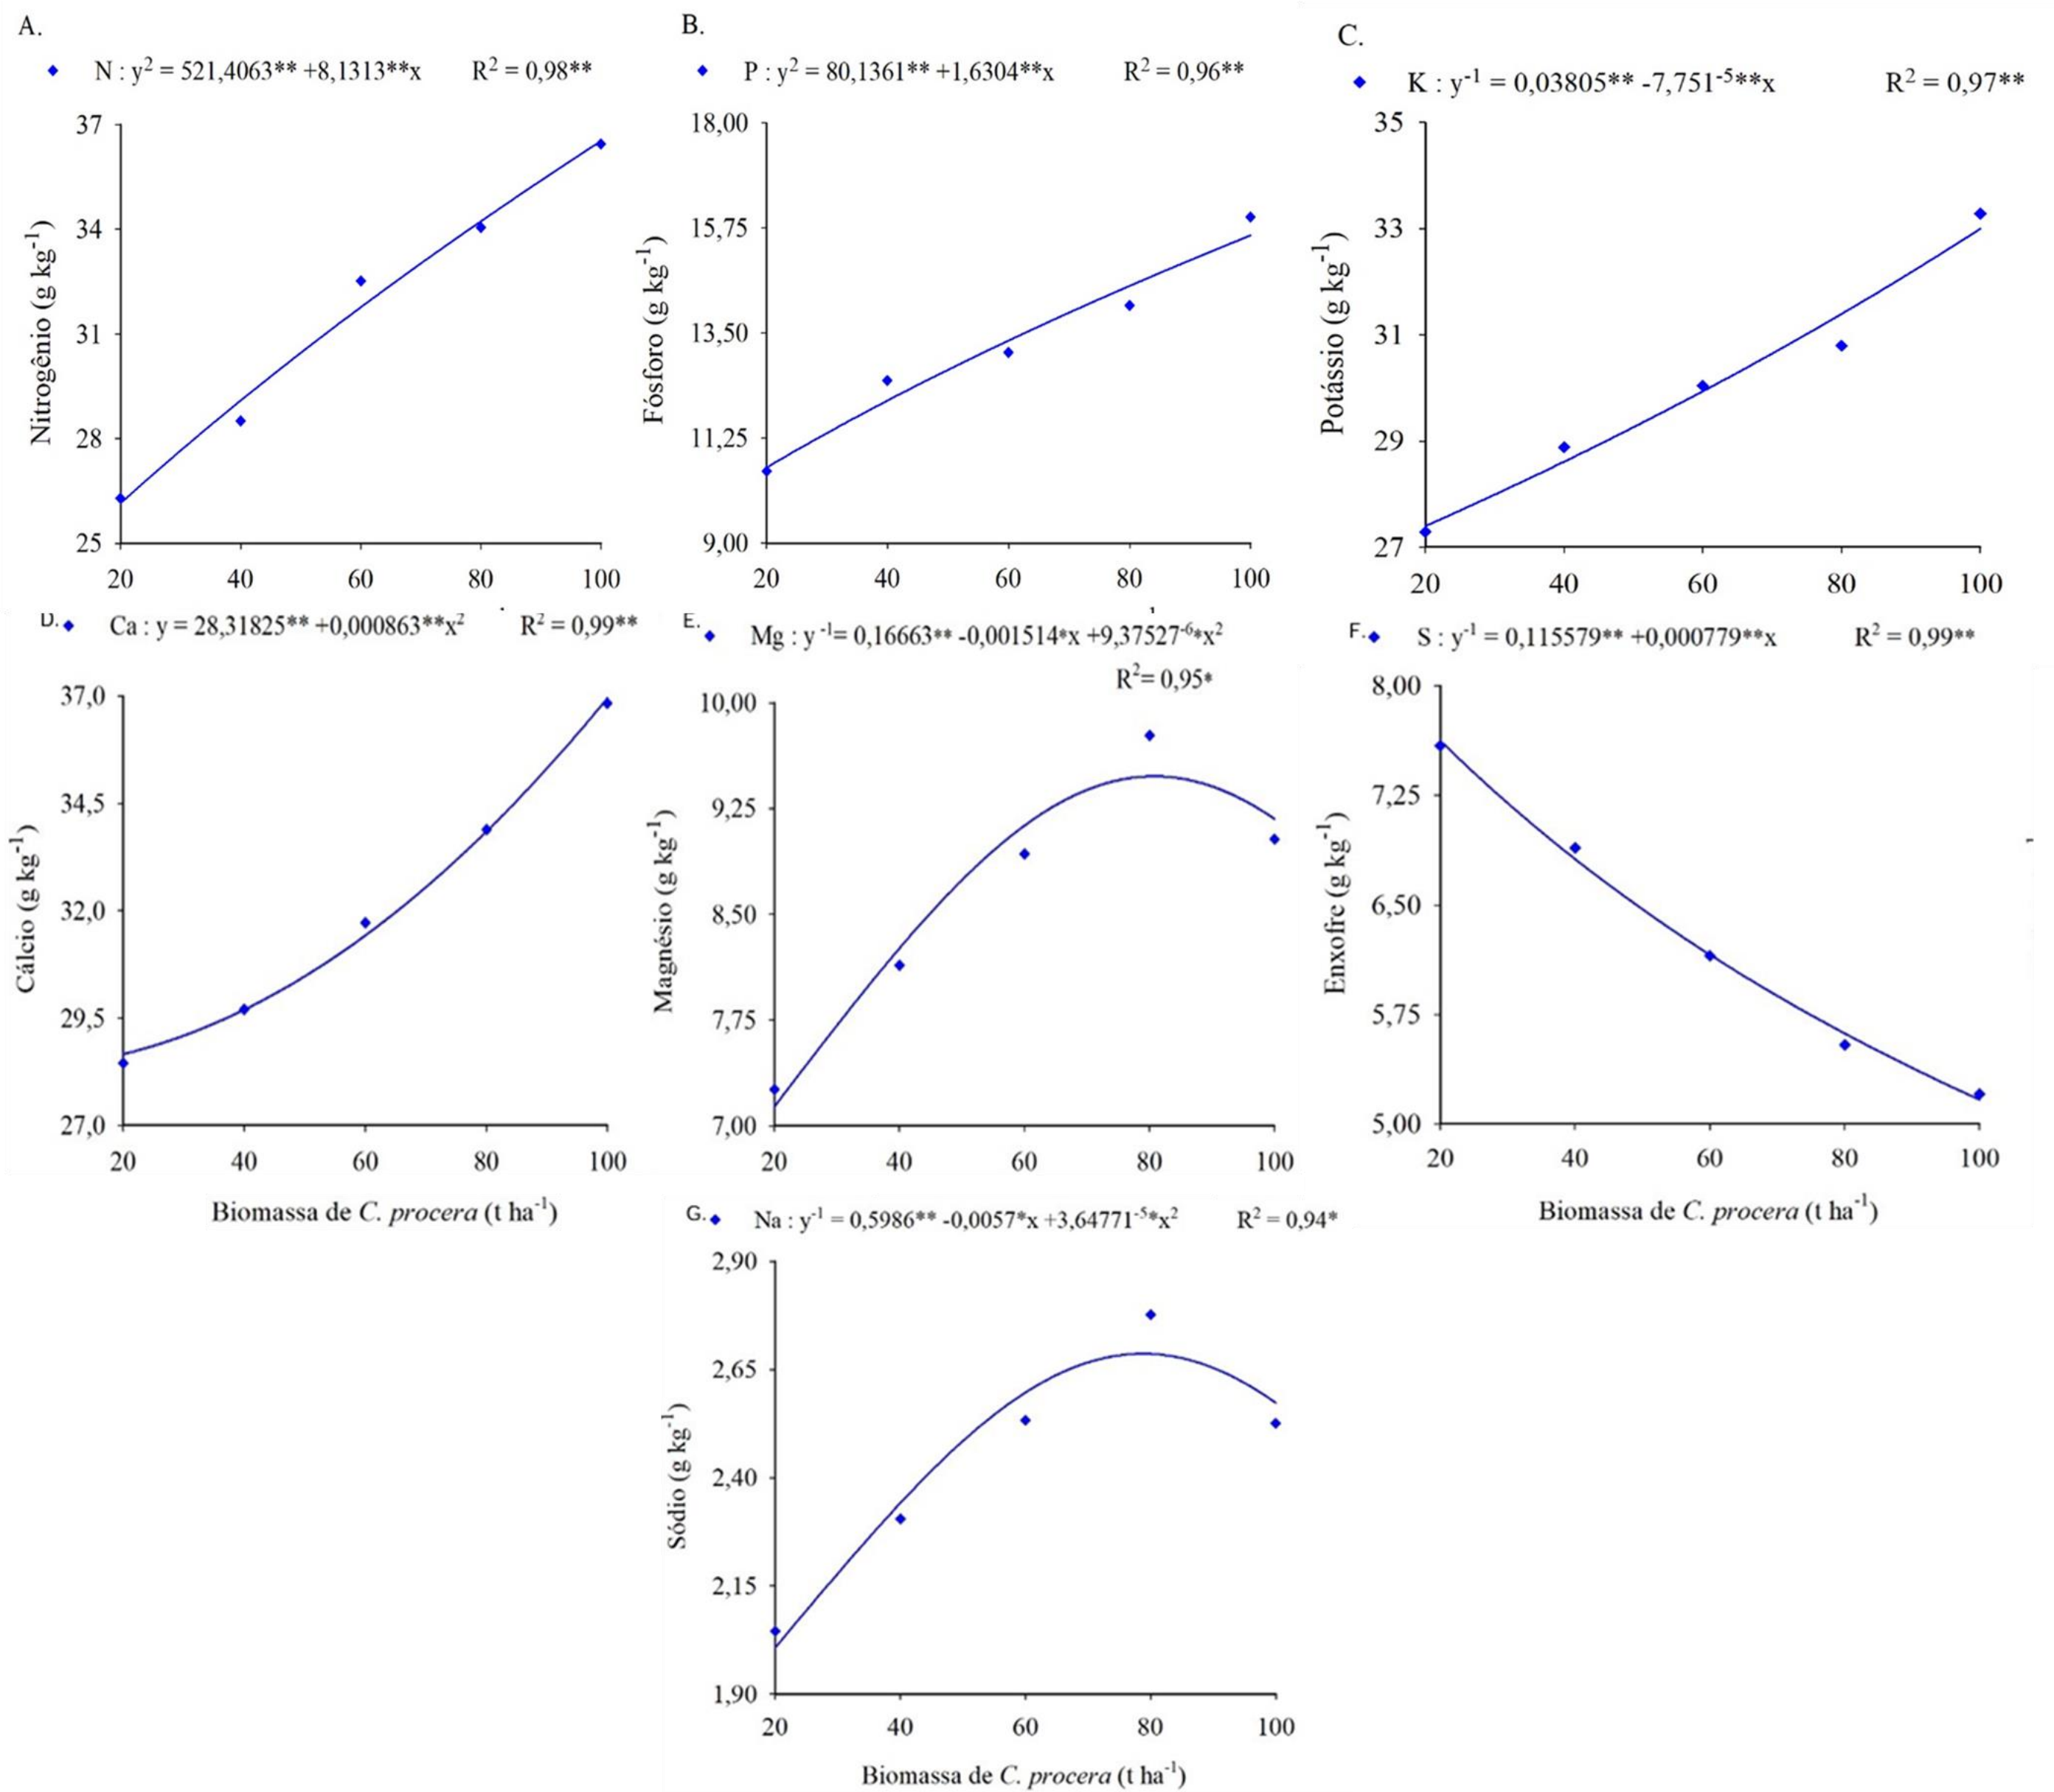 A.
N : y² = 521,4063** +8,1313**x R² = 0,98**
37
34
31
28
25
Nitrogênio (g kg⁻¹)
20 40 60 80 100
B.
P : y² = 80,1361** +1,6304**x R² = 0,96**
18,00
15,75
13,50
11,25
9,00
Fósforo (g kg⁻¹)
20 40 60 80 100
C.
K : y⁻¹ = 0,03805** -7,751⁻⁵**x R² = 0,97**
35
33
31
29
27
Potássio (g kg⁻¹)
20 40 60 80 100
D. Ca : y = 28,31825** +0,000863**x² R² = 0,99**
37,0
34,5
32,0
29,5
27,0
Cálcio (g kg⁻¹)
20 40 60 80 100
Biomassa de C. procera (t ha⁻¹)
E. Mg : y⁻¹= 0,16663** -0,001514*x +9,37527⁻⁶*x²
R²= 0,95*
10,00
9,25
8,50
7,75
7,00
Magnésio (g kg⁻¹)
20 40 60 80 100
F. S : y⁻¹ = 0,115579** +0,000779**x R² = 0,99**
8,00
7,25
6,50
5,75
5,00
Enxofre (g kg⁻¹)
20 40 60 80 100
Biomassa de C. procera (t ha⁻¹)
G. Na : y⁻¹ = 0,5986** -0,0057*x +3,64771⁻⁵*x² R² = 0,94*
2,90
2,65
2,40
2,15
1,90
Sódio (g kg⁻¹)
20 40 60 80 100
Biomassa de C. procera (t ha⁻¹)